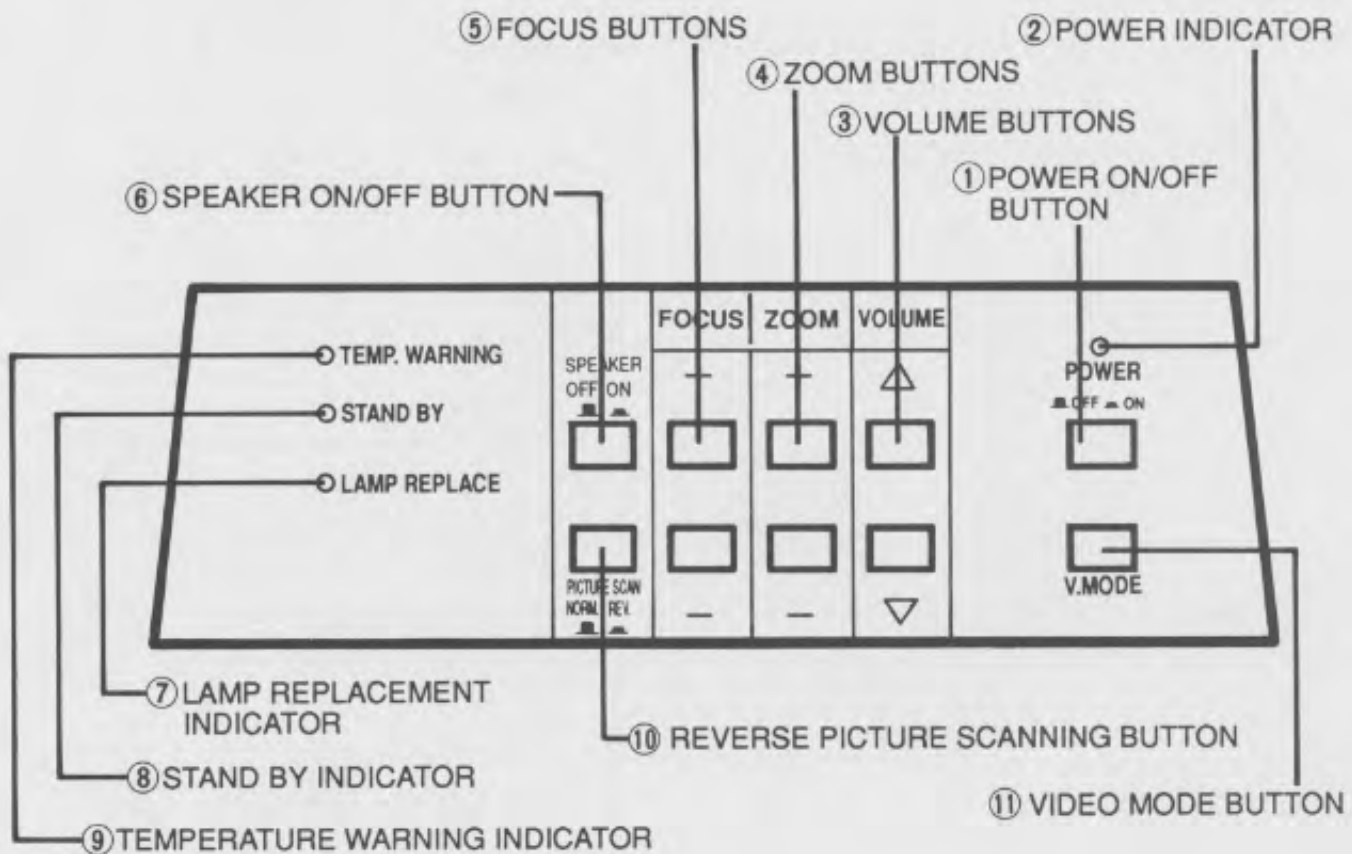 ⑤ FOCUS BUTTONS
② POWER INDICATOR
④ ZOOM BUTTONS
③ VOLUME BUTTONS
① POWER ON/OFF
BUTTON
⑥ SPEAKER ON/OFF BUTTON
FOCUS ZOOM VOLUME
TEMP. WARNING
SPEAKER
OFF ON
+ + △
POWER
OFF ON
STAND BY
LAMP REPLACE
PICTURE SCAN
NORM. REV.
− − ▽
V.MODE
⑦ LAMP REPLACEMENT
INDICATOR
⑩ REVERSE PICTURE SCANNING BUTTON
⑧ STAND BY INDICATOR
⑪ VIDEO MODE BUTTON
⑨ TEMPERATURE WARNING INDICATOR